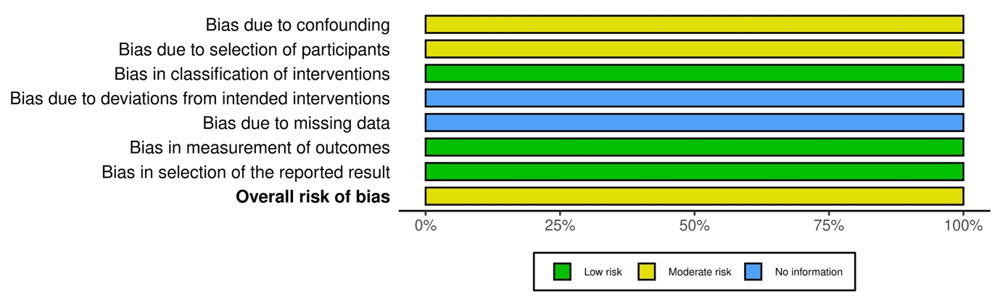 Bias due to confounding
Bias due to selection of participants
Bias in classification of interventions
Bias due to deviations from intended interventions
Bias due to missing data
Bias in measurement of outcomes
Bias in selection of the reported result
Overall risk of bias
0% 25% 50% 75% 100%
Low risk Moderate risk No information